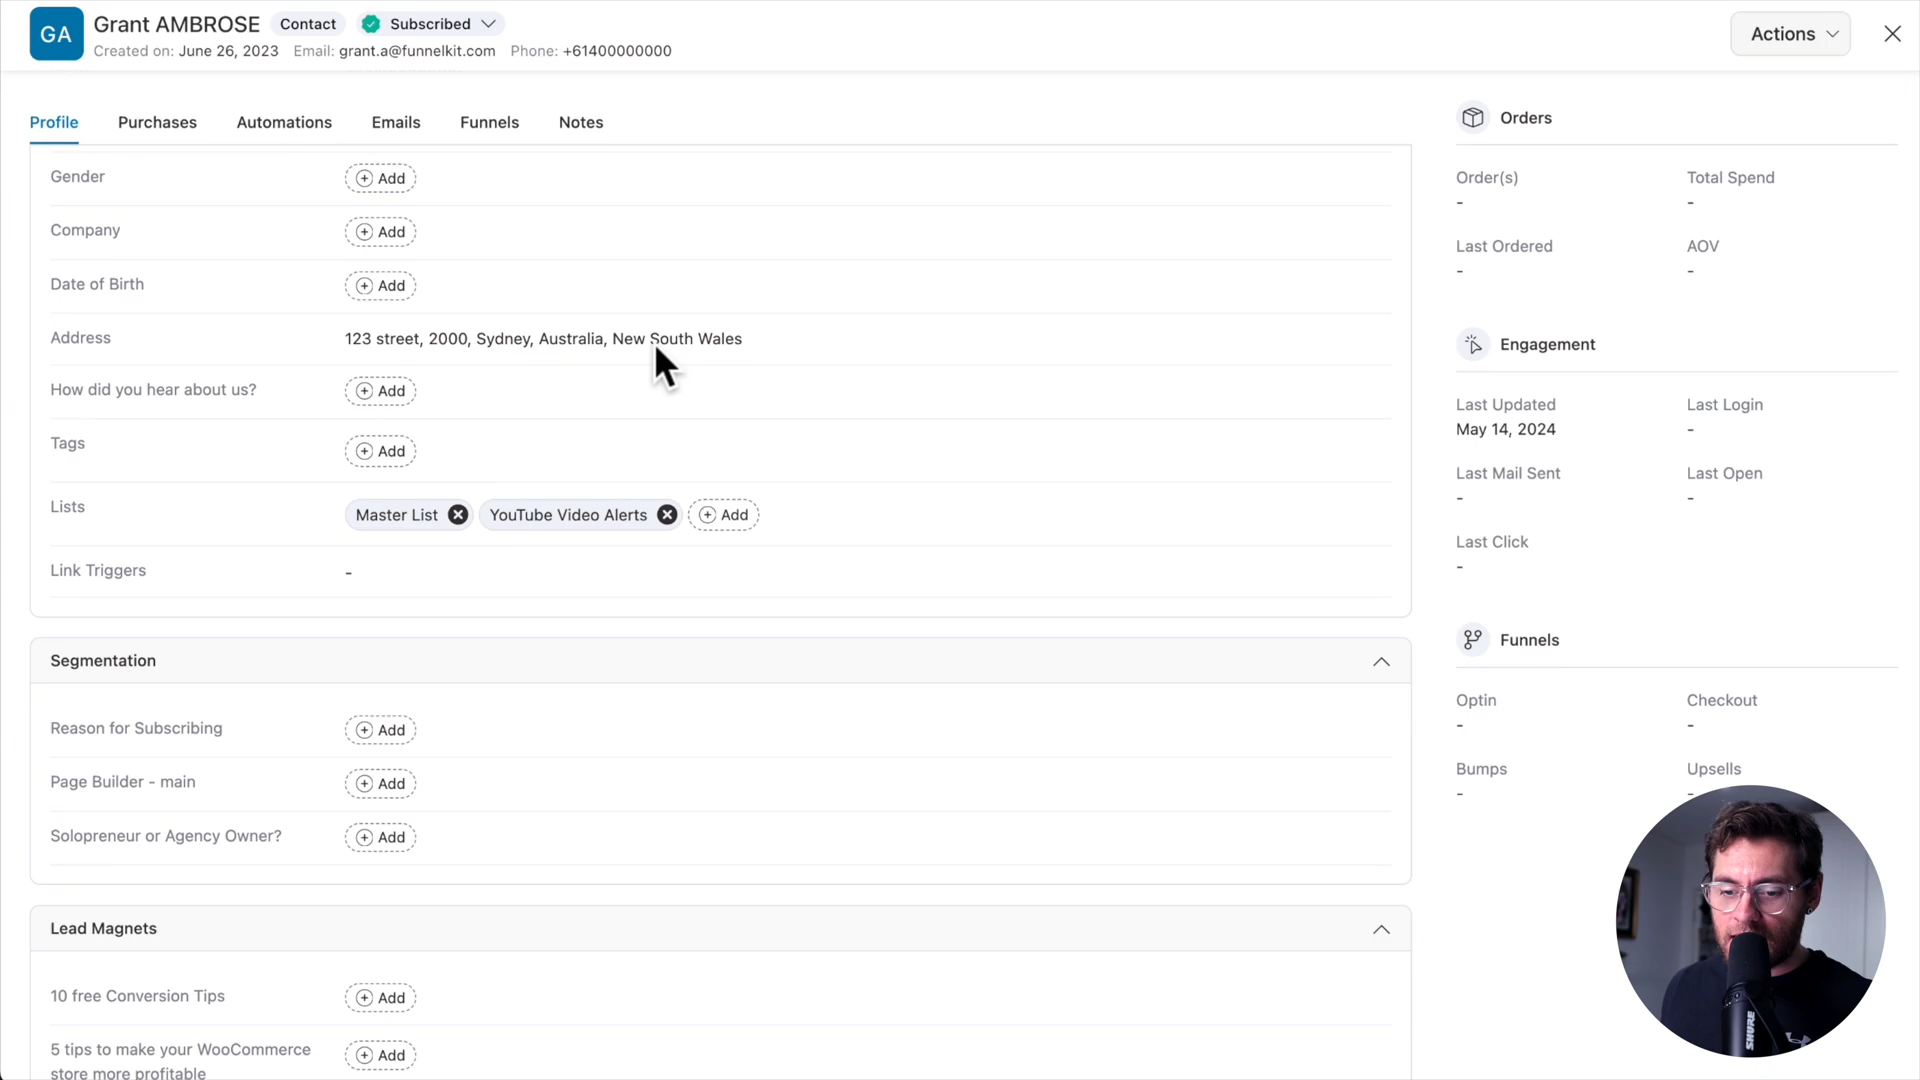 GA
Grant AMBROSE Contact Subscribed
Created on: June 26, 2023 Email: grant.a@funnelkit.com Phone: +61400000000
Actions
Profile Purchases Automations Emails Funnels Notes
Gender Add
Company Add
Date of Birth Add
Address 123 street, 2000, Sydney, Australia, New South Wales
How did you hear about us? Add
Tags Add
Lists Master List YouTube Video Alerts Add
Link Triggers -
Segmentation
Reason for Subscribing Add
Page Builder - main Add
Solopreneur or Agency Owner? Add
Lead Magnets
10 free Conversion Tips Add
5 tips to make your WooCommerce Add
store more profitable
Orders
Order(s) Total Spend
- -
Last Ordered AOV
- -
Engagement
Last Updated Last Login
May 14, 2024 -
Last Mail Sent Last Open
- -
Last Click
-
Funnels
Optin Checkout
- -
Bumps Upsells
- -
SHURE